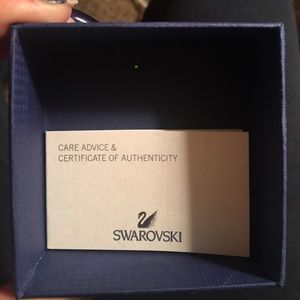 CARE ADVICE &
CERTIFICATE OF AUTHENTICITY
SWAROVSKI